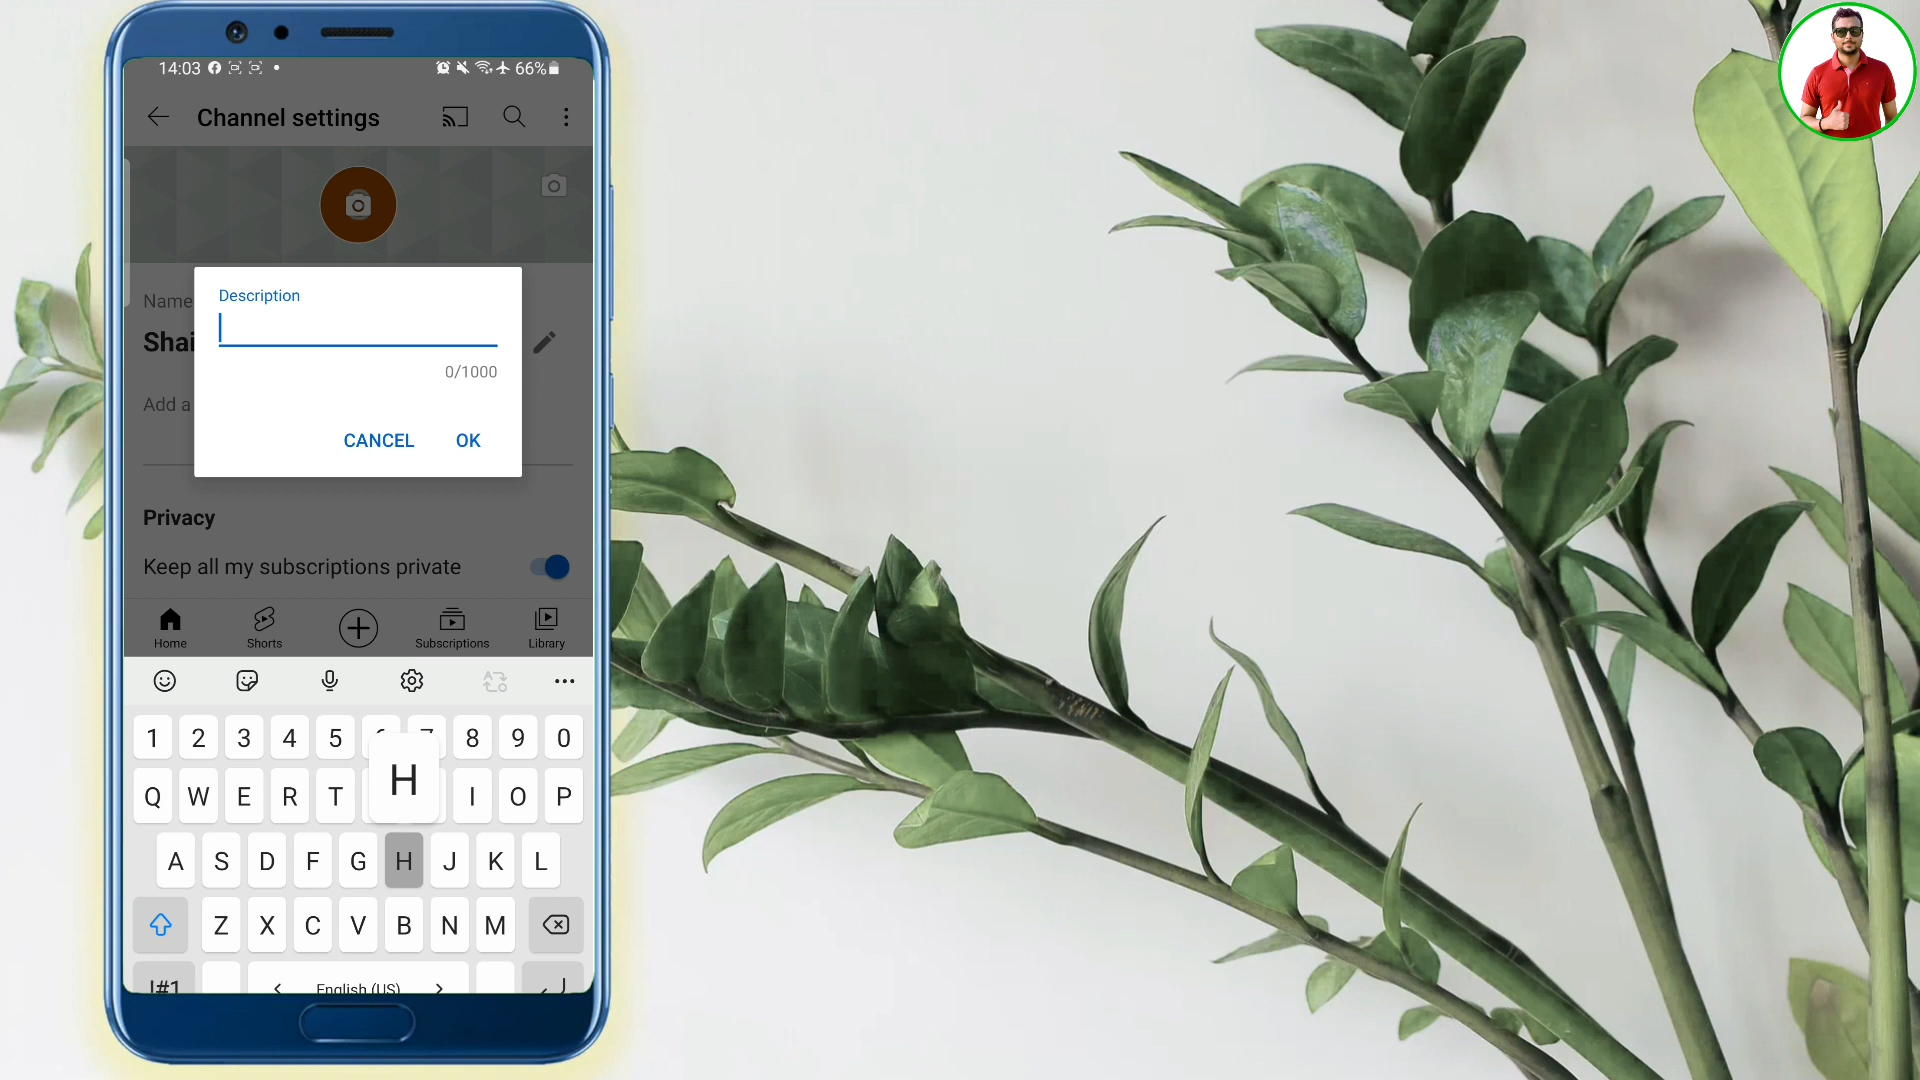 14:03
66%
Channel settings
Name
Shai
Description
0/1000
Add a
CANCEL OK
Privacy
Keep all my subscriptions private
Home Shorts Subscriptions Library
1 2 3 4 5 8 9 0
H
Q W E R T I O P
A S D F G H J K L
Z X C V B N M
!#1 < English (US) >